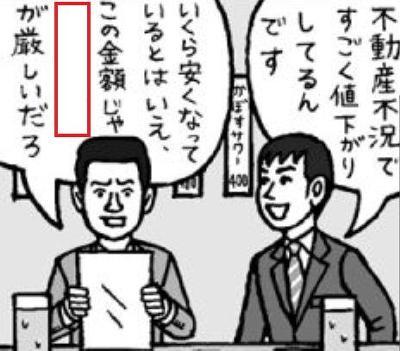 不動産不況で
すごく値下がり
してるん
です
いくら安くなって
いるとはいえ、
この金額じゃ
が厳しいだろ
かぼすサワー 400